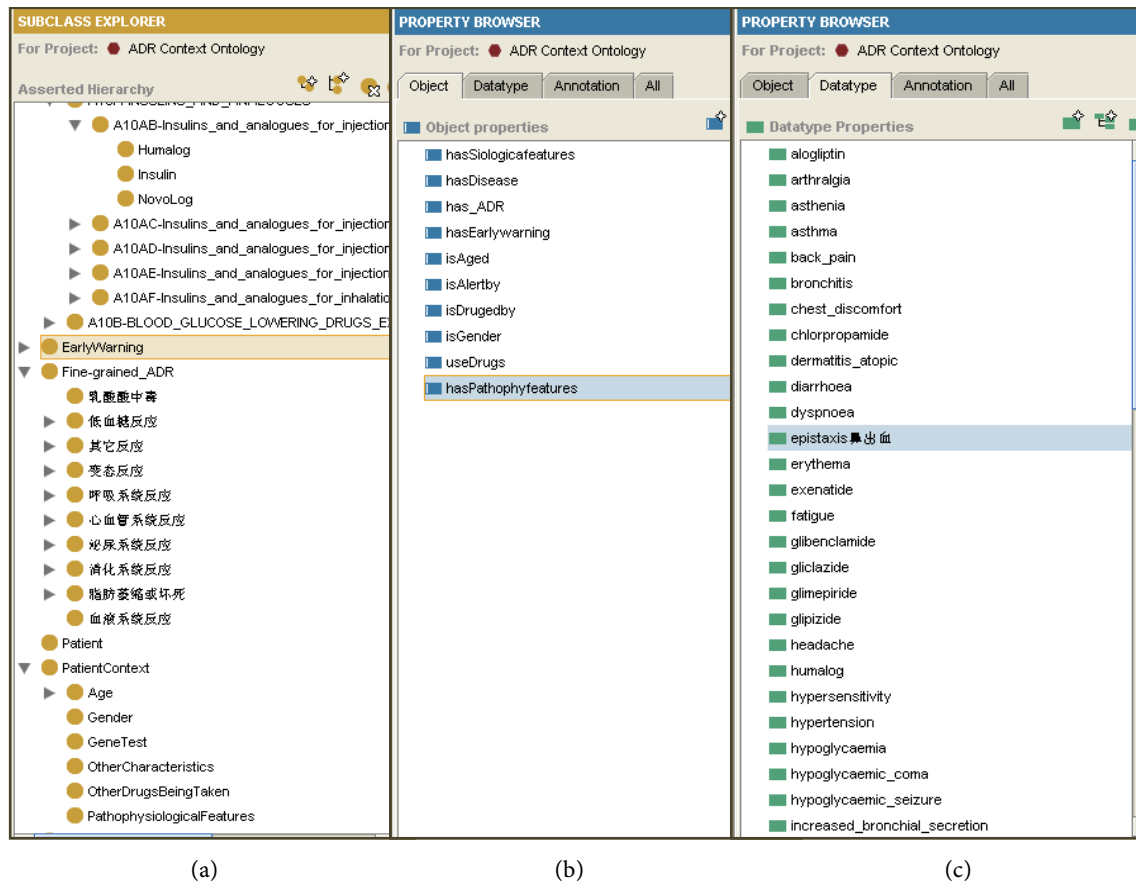 SUBCLASS EXPLORER
For Project: ADR Context Ontology
Asserted Hierarchy
A10AB-Insulins_and_analogues_for_injection
Humalog
Insulin
NovoLog
A10AC-Insulins_and_analogues_for_injection
A10AD-Insulins_and_analogues_for_injection
A10AE-Insulins_and_analogues_for_injection
A10AF-Insulins_and_analogues_for_inhalatio
A10B-BLOOD_GLUCOSE_LOWERING_DRUGS_E
EarlyWarning
Fine-grained_ADR
乳酸酸中毒
低血糖反应
其它反应
变态反应
呼吸系统反应
心血管系统反应
泌尿系统反应
消化系统反应
脂肪萎缩或坏死
血液系统反应
Patient
PatientContext
Age
Gender
GeneTest
OtherCharacteristics
OtherDrugsBeingTaken
PathophysiologicalFeatures
(a)
PROPERTY BROWSER
For Project: ADR Context Ontology
Object Datatype Annotation All
Object properties
hasSiologicafeatures
hasDisease
has_ADR
hasEarlywarning
isAged
isAlertby
isDrugedby
isGender
useDrugs
hasPathophyfeatures
(b)
PROPERTY BROWSER
For Project: ADR Context Ontology
Object Datatype Annotation All
Datatype Properties
alogliptin
arthralgia
asthenia
asthma
back_pain
bronchitis
chest_discomfort
chlorpropamide
dermatitis_atopic
diarrhoea
dyspnoea
epistaxis鼻出血
erythema
exenatide
fatigue
glibenclamide
gliclazide
glimepiride
glipizide
headache
humalog
hypersensitivity
hypertension
hypoglycaemia
hypoglycaemic_coma
hypoglycaemic_seizure
increased_bronchial_secretion
(c)